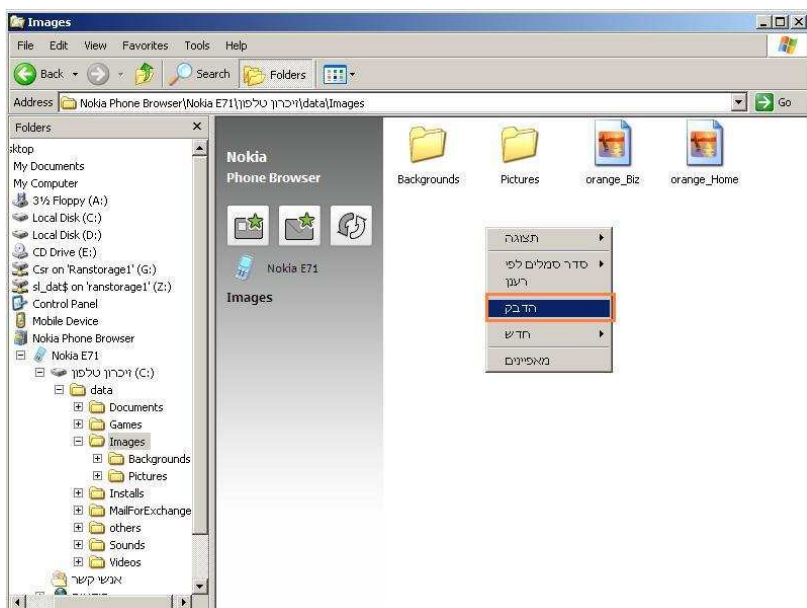 Images
File Edit View Favorites Tools Help
Back Search Folders
Address Nokia Phone Browser\Nokia E71\זיכרון טלפון\data\Images Go
Folders x
sktop
My Documents
My Computer
3½ Floppy (A:)
Local Disk (C:)
Local Disk (D:)
CD Drive (E:)
Csr on 'Ranstorage1' (G:)
sl_dat$ on 'ranstorage1' (Z:)
Control Panel
Mobile Device
Nokia Phone Browser
Nokia E71
זיכרון טלפון (C:)
data
Documents
Games
Images
Backgrounds
Pictures
Installs
MailForExchange
others
Sounds
Videos
אנשי קשר
Nokia
Phone Browser
Nokia E71
Images
Backgrounds Pictures orange_Biz orange_Home
תצוגה
סדר סמלים לפי
רענן
הדבק
חדש
מאפיינים